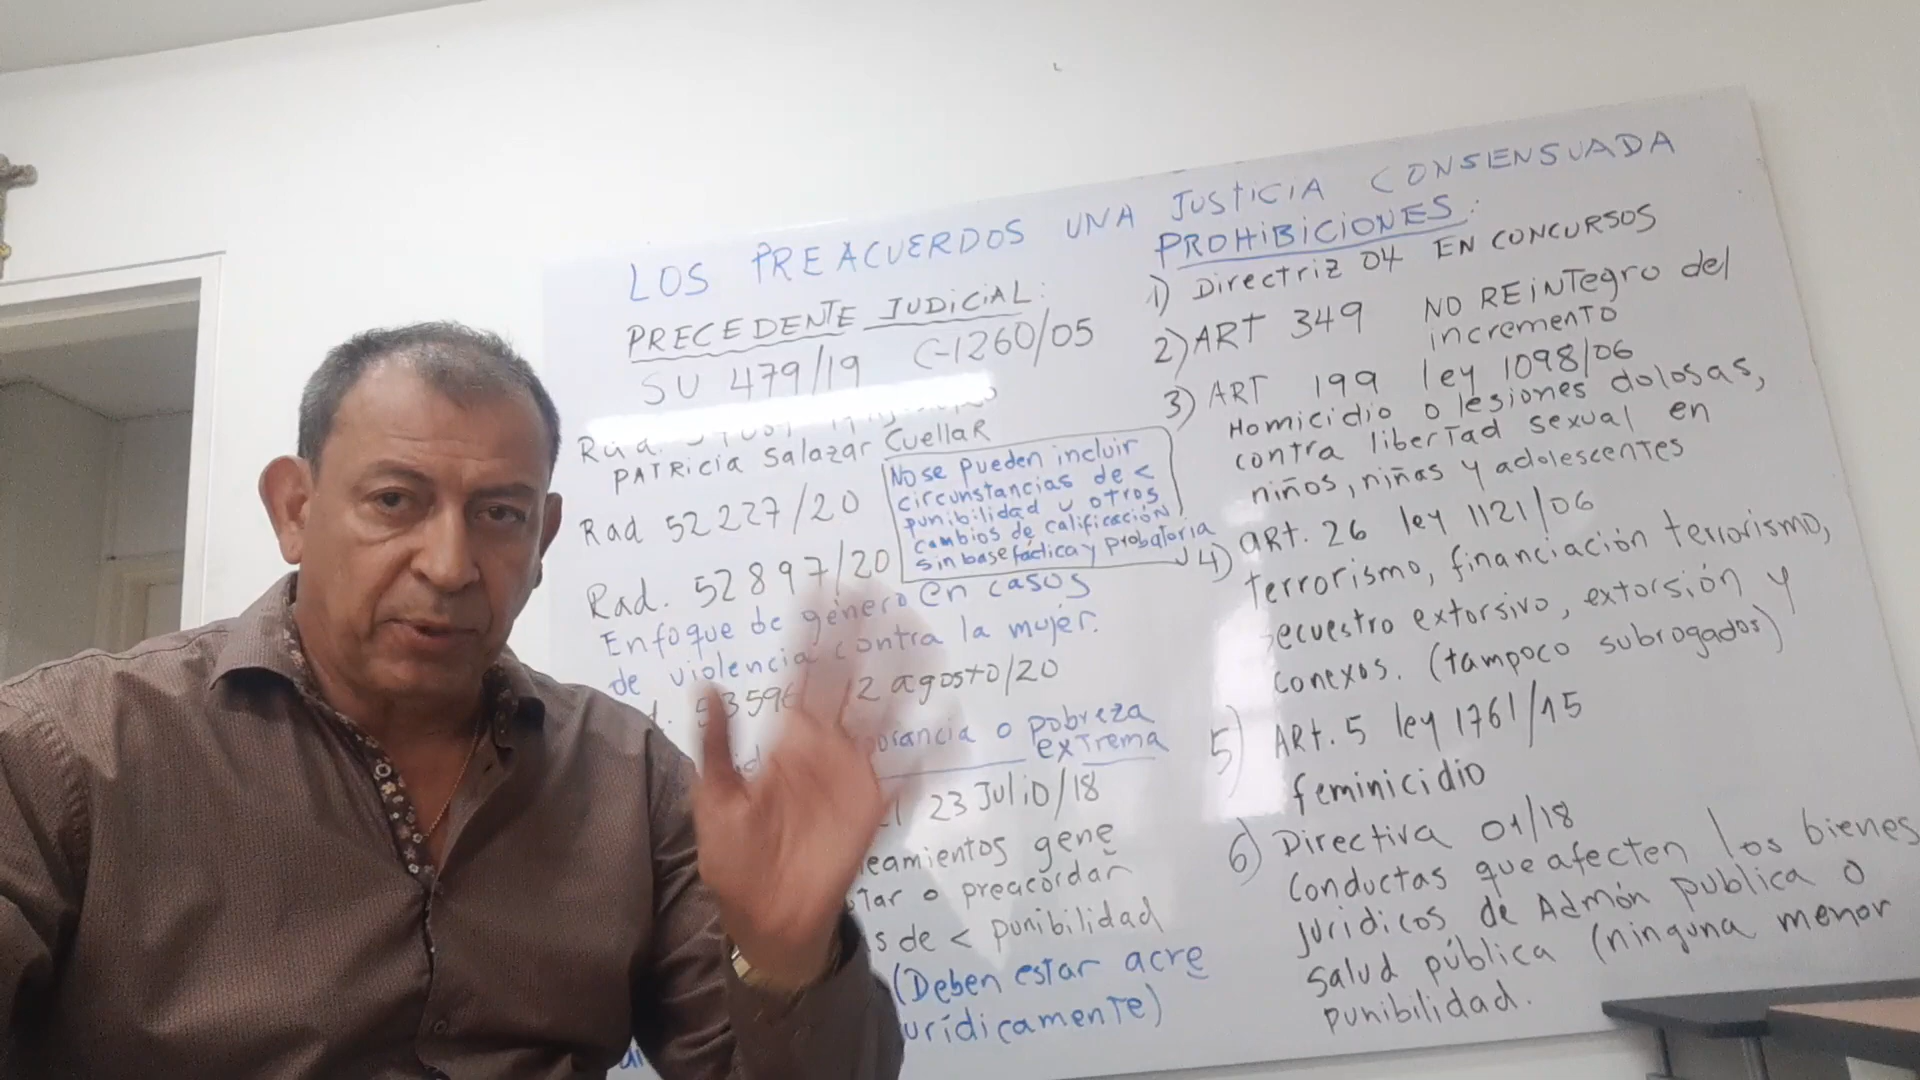 LOS PREACUERDOS UNA JUSTICIA CONSENSUADA
PRECEDENTE JUDICIAL:
SU 479/19 C-1260/05
PATRICIA Salazar CuellaR
Rad 52227/20
No se pueden incluir
circunstancias de <
punibilidad u otros
cambios de calificación
sin base fáctica y probatoria
Rad. 52897/20
Enfoque de género en casos
de violencia contra la mujer.
2 agosto/20
o pobreza
exTrema
23 Julio/18
eamientos gene
Tar o preacordar
s de < punibilidad
(Deben estar acre
urídicamente)
PROHIBICIONES:
1) Directriz 04 EN CONCURSOS
2) ART 349 NO REINTegro del
incremento
3) ART 199 ley 1098/06
Homicidio o lesiones dolosas,
contra liberTad sexual en
niños, niñas y adolescentes
4) aRt. 26 ley 1121/06
terrorismo, financiación terrorismo,
secuestro extorsivo, extorsión y
conexos. (tampoco subrogados)
5) ARt. 5 ley 1761/15
feminicidio
6) Directiva 01/18
Conductas que afecten los bienes
jurídicos de Admón publica o
salud pública (ninguna menor
punibilidad.